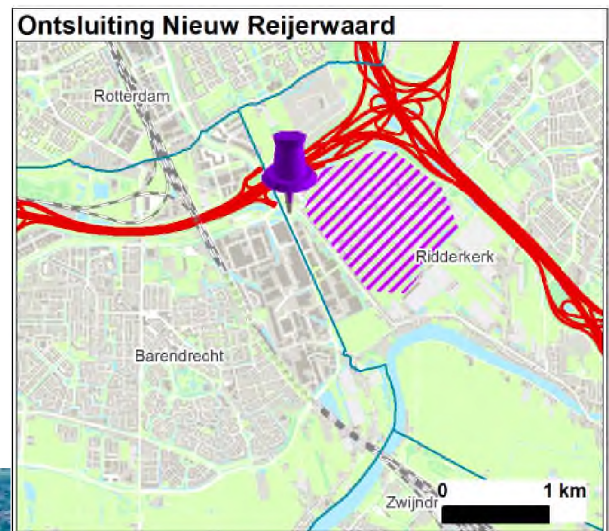 Ontsluiting Nieuw Reijerwaard
Rotterdam
Ridderkerk
Barendrecht
Zwijndr
0 1 km